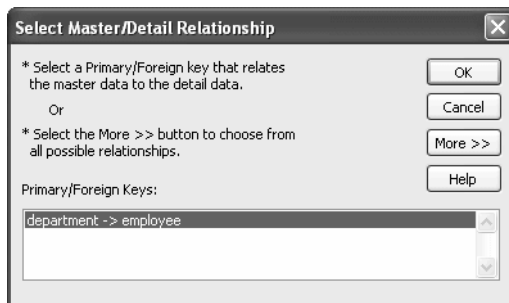 Select Master/Detail Relationship
* Select a Primary/Foreign key that relates
the master data to the detail data.
Or
* Select the More >> button to choose from
all possible relationships.
OK
Cancel
More >>
Help
Primary/Foreign Keys:
department -> employee